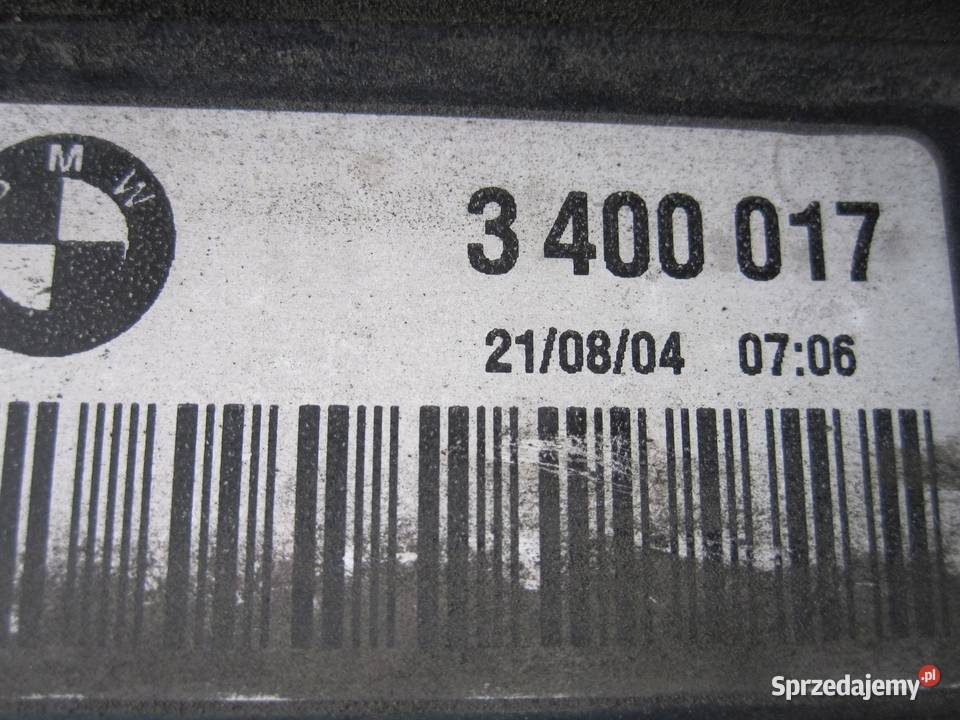 B M W
3 400 017
21/08/04 07:06
Sprzedajemy.pl